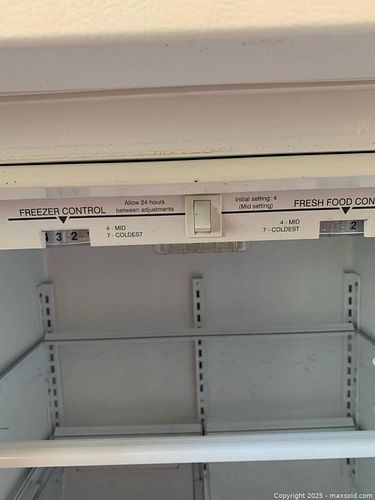 FREEZER CONTROL
Allow 24 hours
between adjustments
4 - MID
7 - COLDEST
3 2
Initial setting: 4
(Mid setting)
FRESH FOOD CON
4 - MID
7 - COLDEST
2
Copyright 2025 - maxsold.com